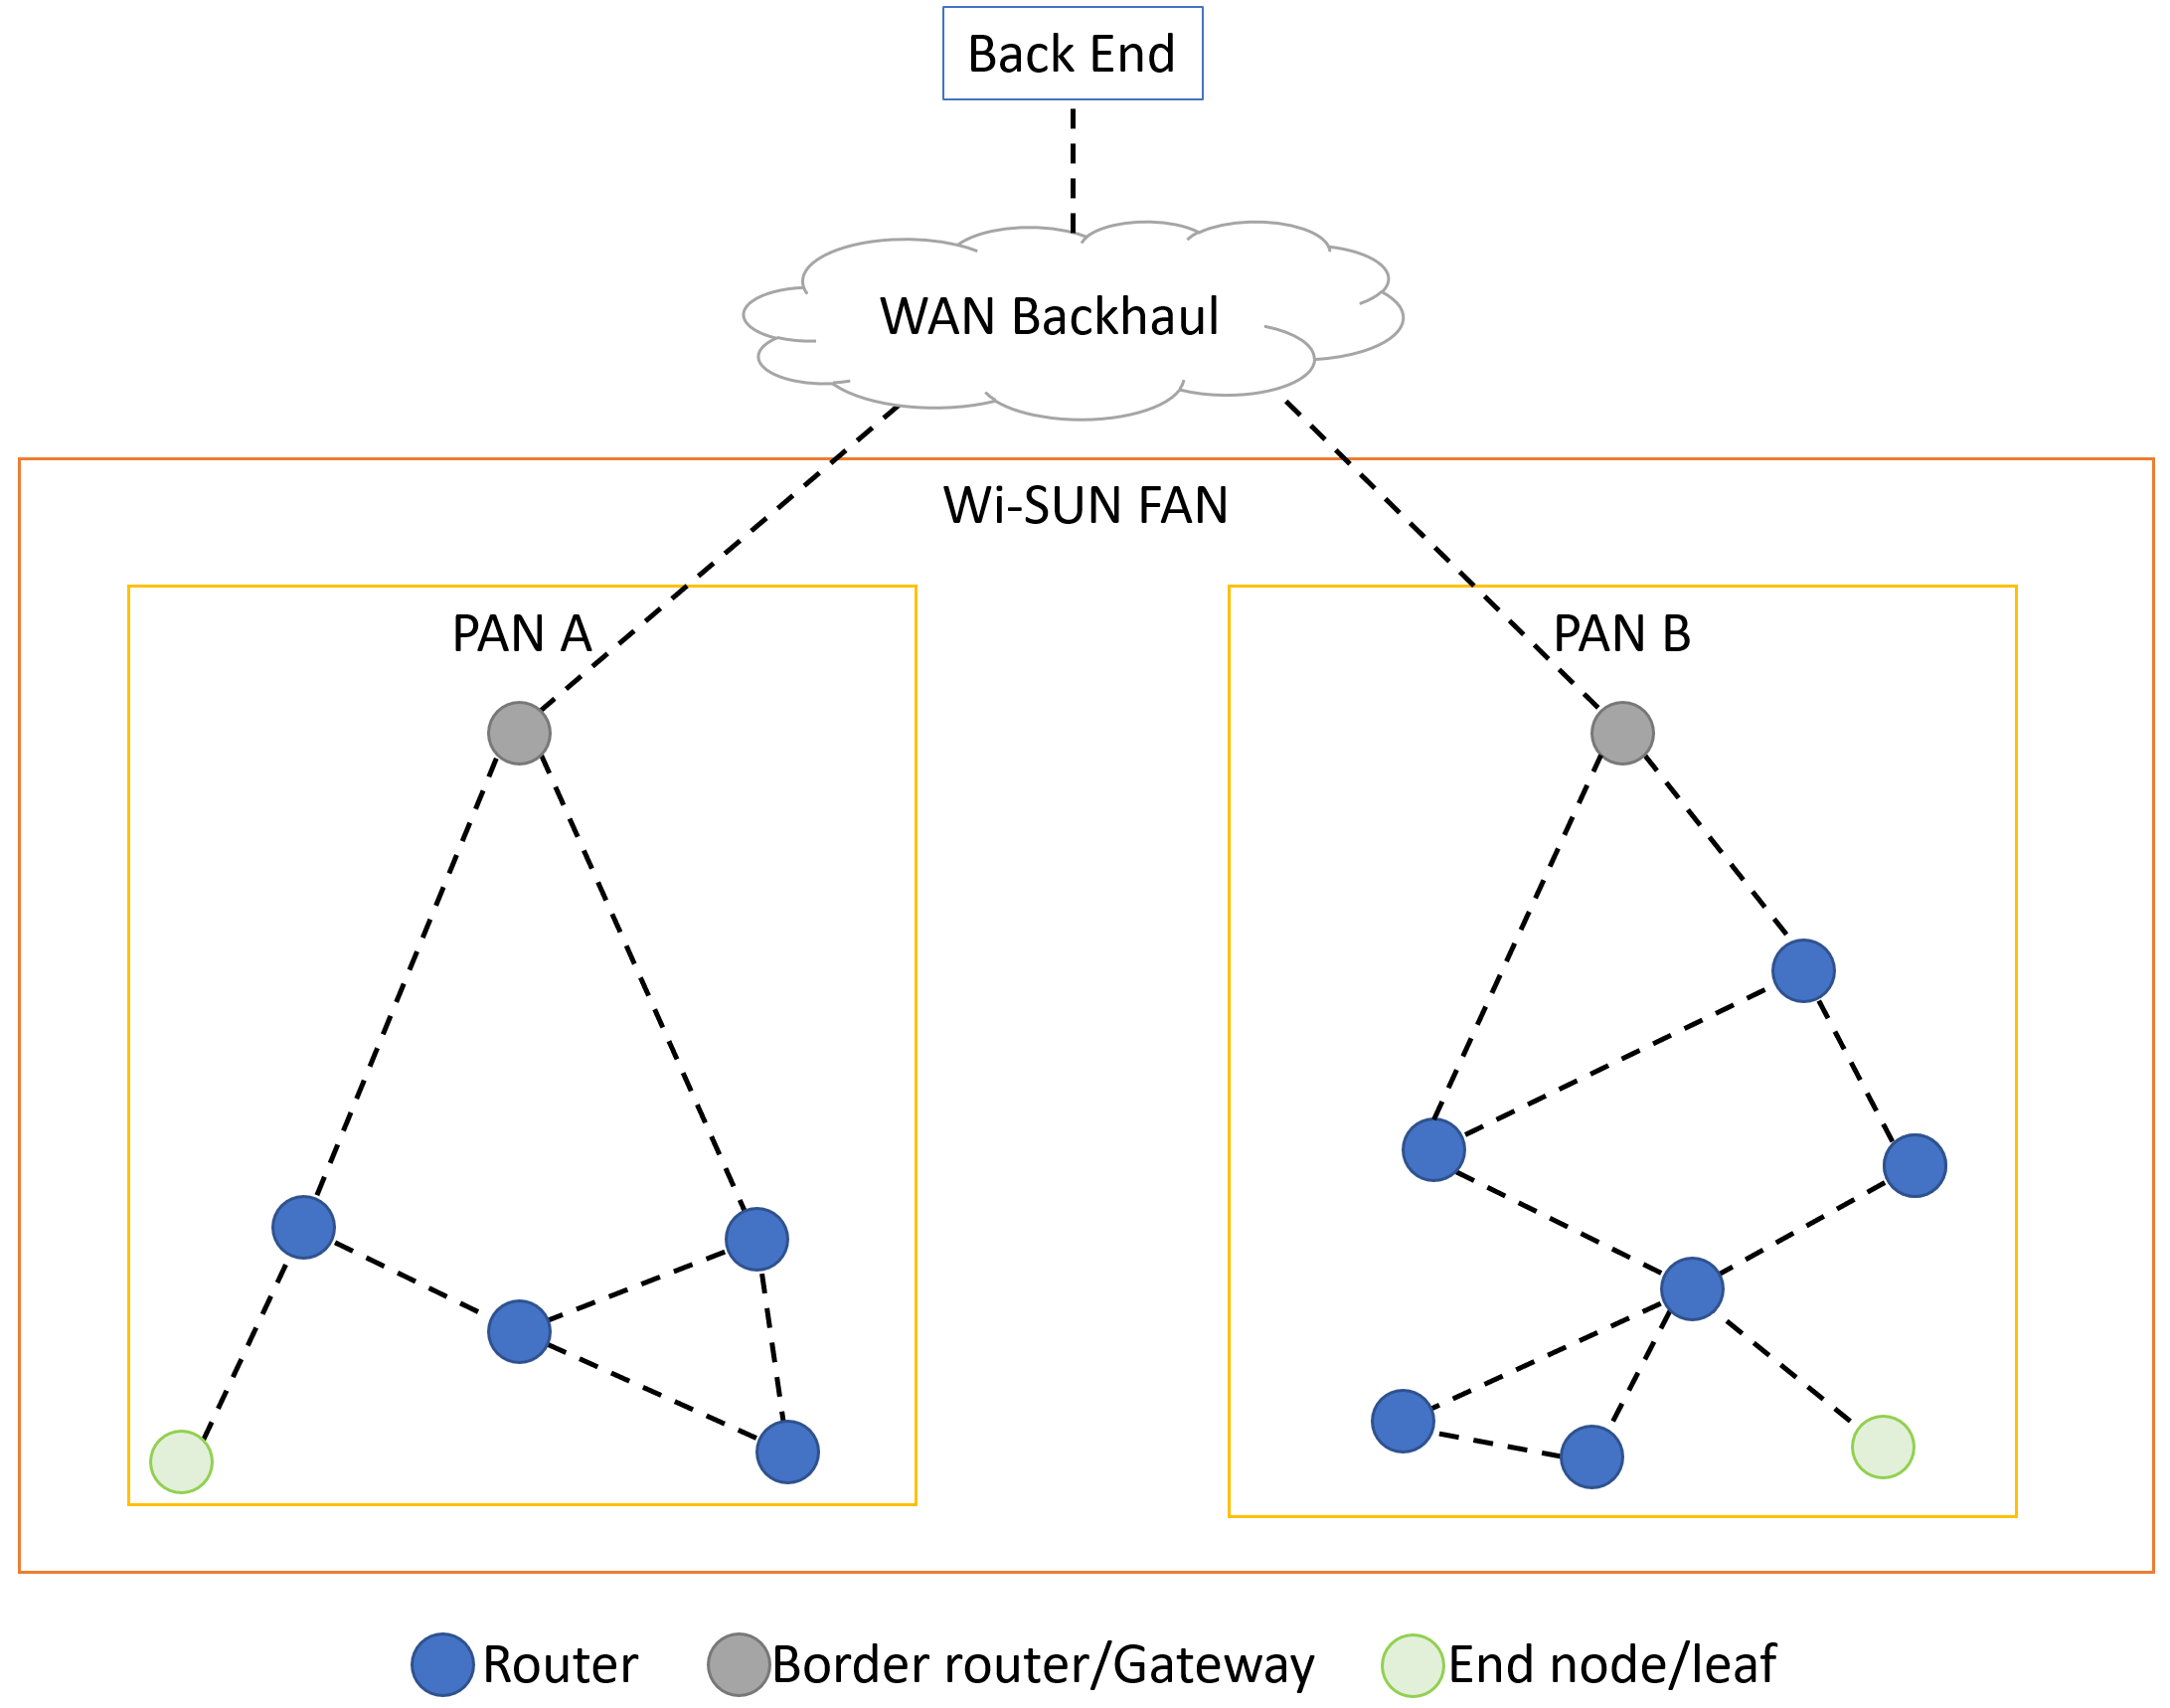 Back End
WAN Backhaul
Wi-SUN FAN
PAN A
PAN B
Router
Border router/Gateway
End node/leaf